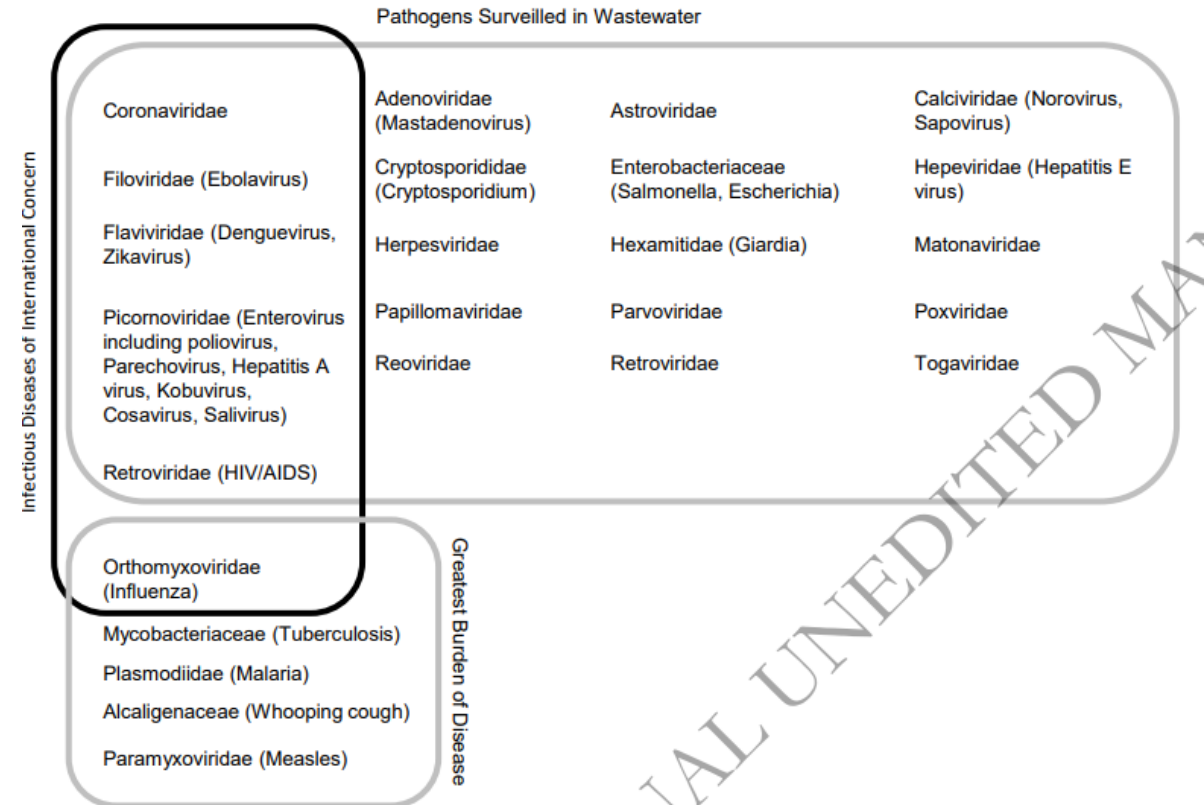 Pathogens Surveilled in Wastewater
Infectious Diseases of International Concern
Coronaviridae
Filoviridae (Ebolavirus)
Flaviviridae (Denguevirus,
Zikavirus)
Picornoviridae (Enterovirus
including poliovirus,
Parechovirus, Hepatitis A
virus, Kobuvirus,
Cosavirus, Salivirus)
Retroviridae (HIV/AIDS)
Adenoviridae
(Mastadenovirus)
Cryptosporididae
(Cryptosporidium)
Herpesviridae
Papillomaviridae
Reoviridae
Astroviridae
Enterobacteriaceae
(Salmonella, Escherichia)
Hexamitidae (Giardia)
Parvoviridae
Retroviridae
Calciviridae (Norovirus,
Sapovirus)
Hepeviridae (Hepatitis E
virus)
Matonaviridae
Poxviridae
Togaviridae
Orthomyxoviridae
(Influenza)
Mycobacteriaceae (Tuberculosis)
Plasmodiidae (Malaria)
Alcaligenaceae (Whooping cough)
Paramyxoviridae (Measles)
Greatest Burden of Disease
UNEDITED